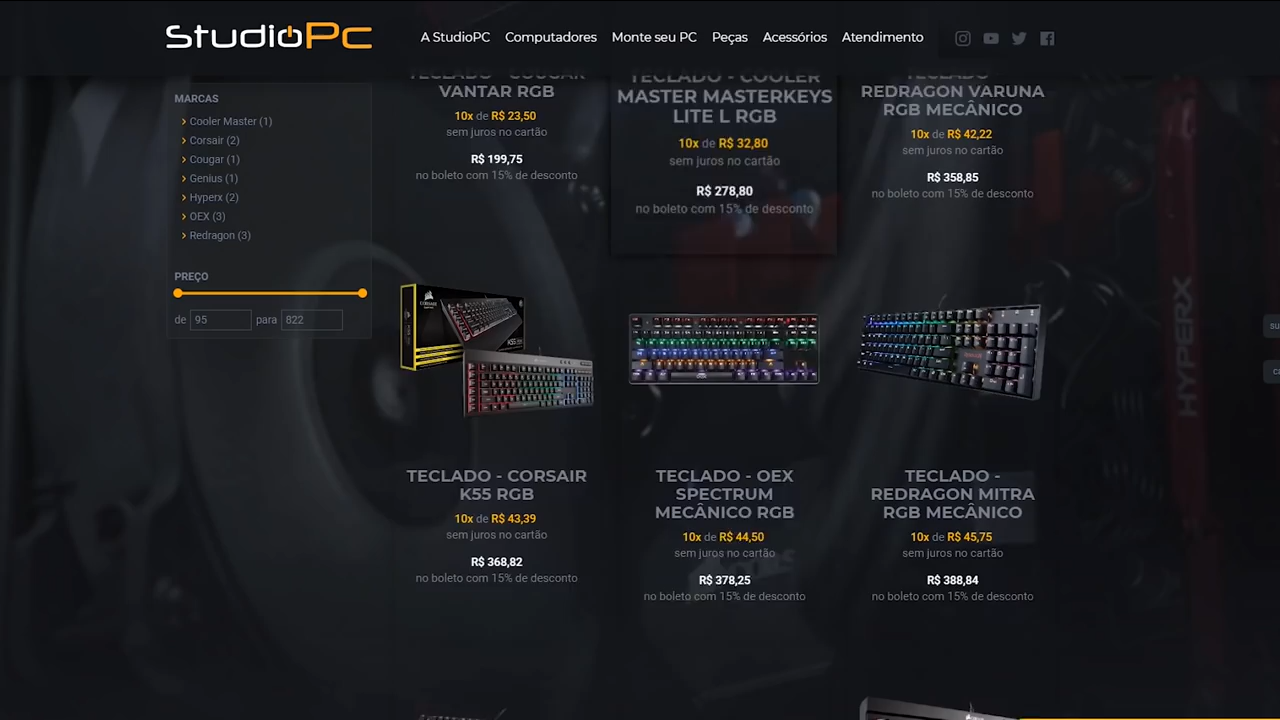 StudioPc
A StudioPC Computadores Monte seu PC Peças Acessórios Atendimento
MARCAS
Cooler Master (1)
Corsair (2)
Cougar (1)
Genius (1)
Hyperx (2)
OEX (3)
Redragon (3)
PREÇO
de 95 para 822
TECLADO - COUGAR
VANTAR RGB
10x de R$ 23,50
sem juros no cartão
R$ 199,75
no boleto com 15% de desconto
TECLADO - COOLER
MASTER MASTERKEYS
LITE L RGB
10x de R$ 32,80
sem juros no cartão
R$ 278,80
no boleto com 15% de desconto
TECLADO -
REDRAGON VARUNA
RGB MECÂNICO
10x de R$ 42,22
sem juros no cartão
R$ 358,85
no boleto com 15% de desconto
TECLADO - CORSAIR
K55 RGB
10x de R$ 43,39
sem juros no cartão
R$ 368,82
no boleto com 15% de desconto
TECLADO - OEX
SPECTRUM
MECÂNICO RGB
10x de R$ 44,50
sem juros no cartão
R$ 378,25
no boleto com 15% de desconto
TECLADO -
REDRAGON MITRA
RGB MECÂNICO
10x de R$ 45,75
sem juros no cartão
R$ 388,84
no boleto com 15% de desconto
HYPERX